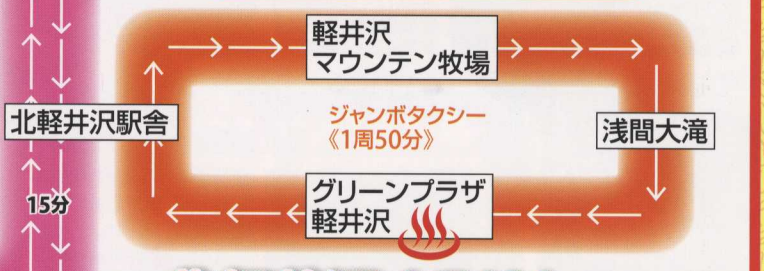 軽井沢
マウンテン牧場
北軽井沢駅舎
ジャンボタクシー
《1周50分》
浅間大滝
グリーンプラザ
軽井沢
15分